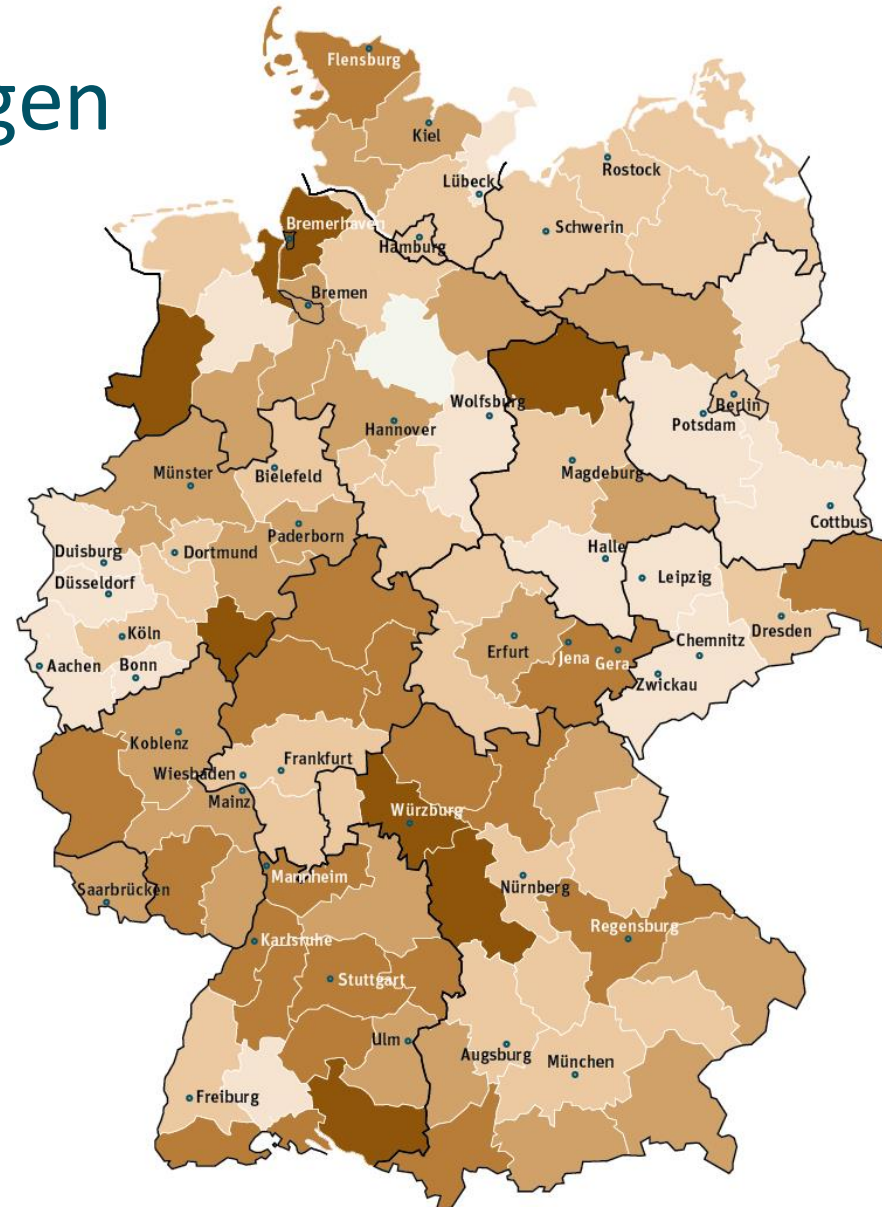 gen
Flensburg
Kiel
Lübeck
Rostock
Schwerin
Bremerhaven
Hamburg
Bremen
Wolfsburg
Hannover
Berlin
Potsdam
Münster
Bielefeld
Magdeburg
Cottbus
Paderborn
Duisburg
Dortmund
Halle
Düsseldorf
Leipzig
Köln
Erfurt
Jena
Gera
Chemnitz
Dresden
Aachen
Bonn
Zwickau
Koblenz
Frankfurt
Wiesbaden
Mainz
Würzburg
Mannheim
Nürnberg
Saarbrücken
Regensburg
Karlsruhe
Stuttgart
Ulm
Augsburg
München
Freiburg